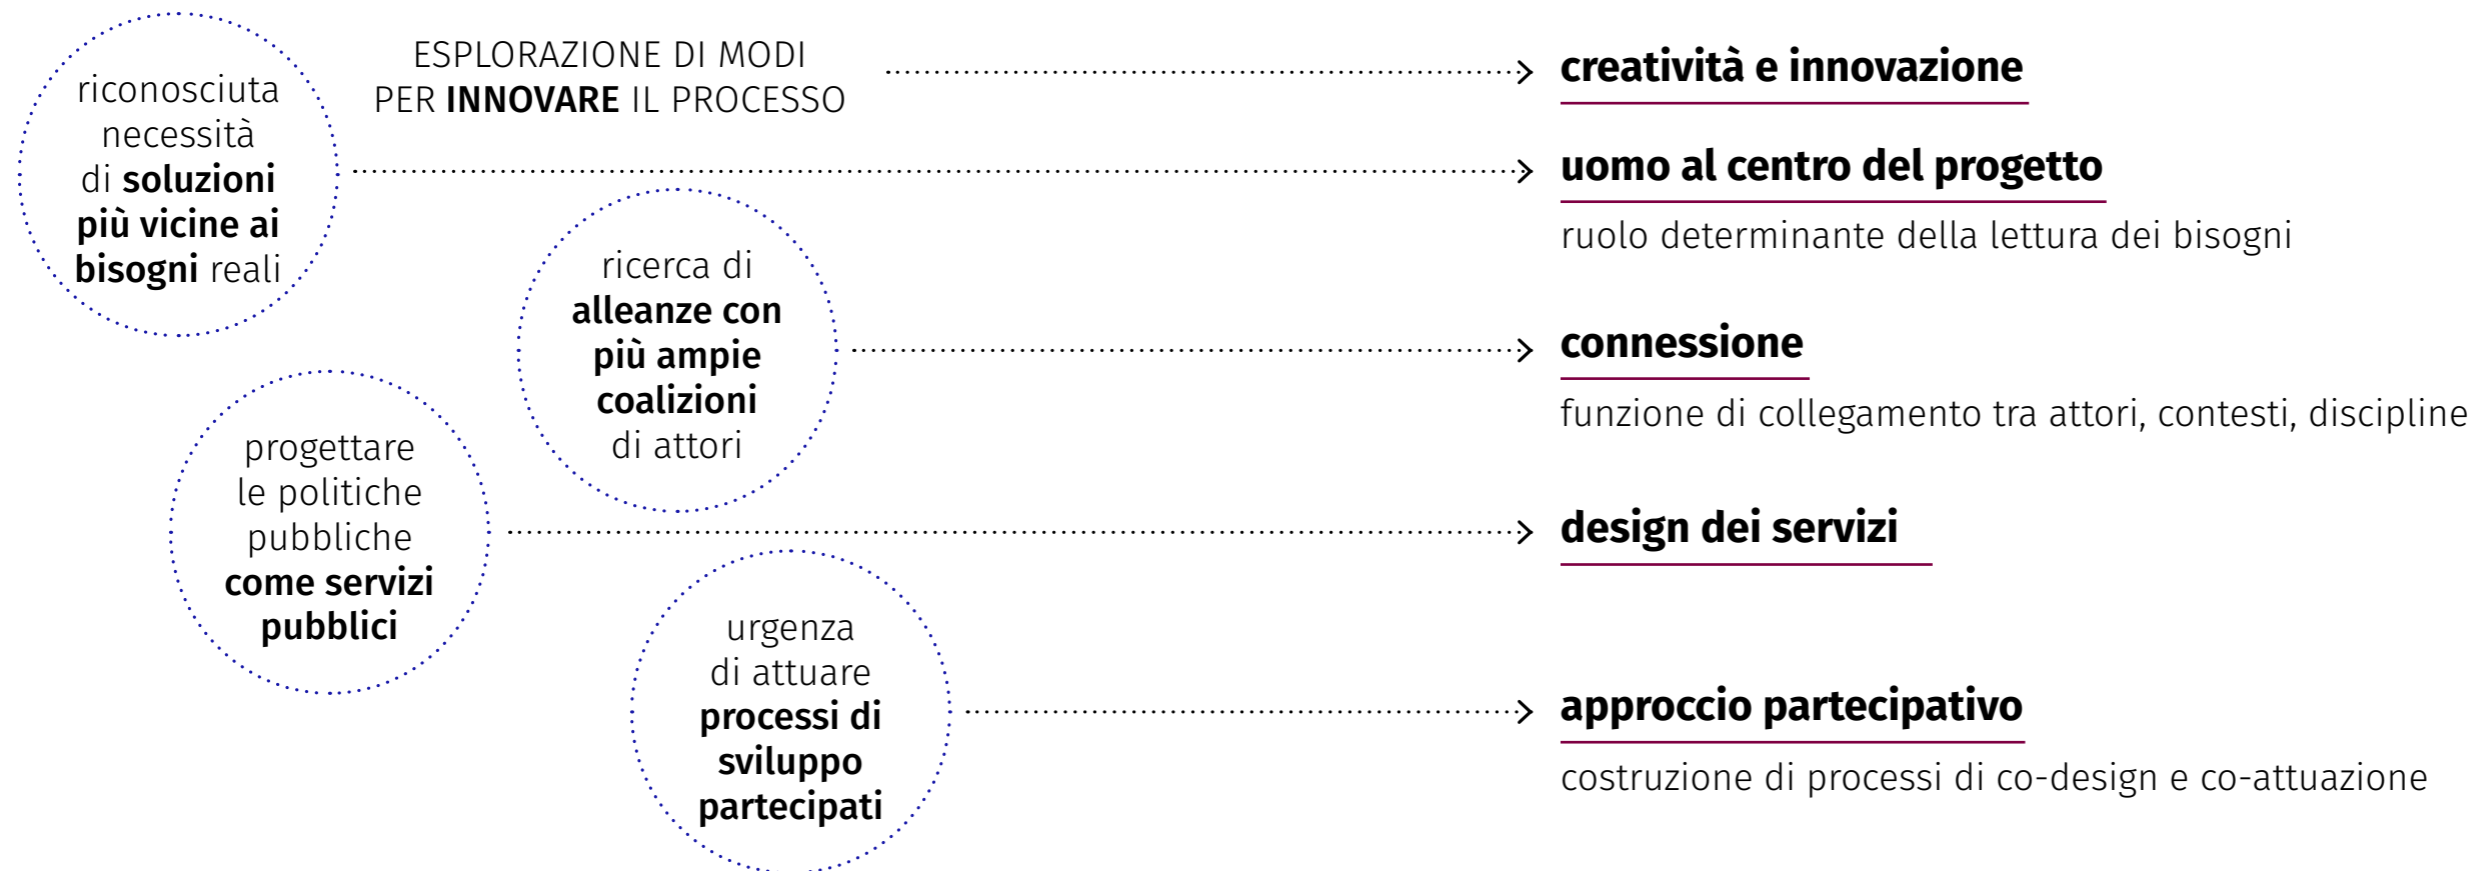 ESPLORAZIONE DI MODI
PER INNOVARE IL PROCESSO
creatività e innovazione
riconosciuta
necessità
di soluzioni
più vicine ai
bisogni reali
uomo al centro del progetto
ruolo determinante della lettura dei bisogni
ricerca di
alleanze con
più ampie
coalizioni
di attori
connessione
funzione di collegamento tra attori, contesti, discipline
progettare
le politiche
pubbliche
come servizi
pubblici
design dei servizi
urgenza
di attuare
processi di
sviluppo
partecipati
approccio partecipativo
costruzione di processi di co-design e co-attuazione